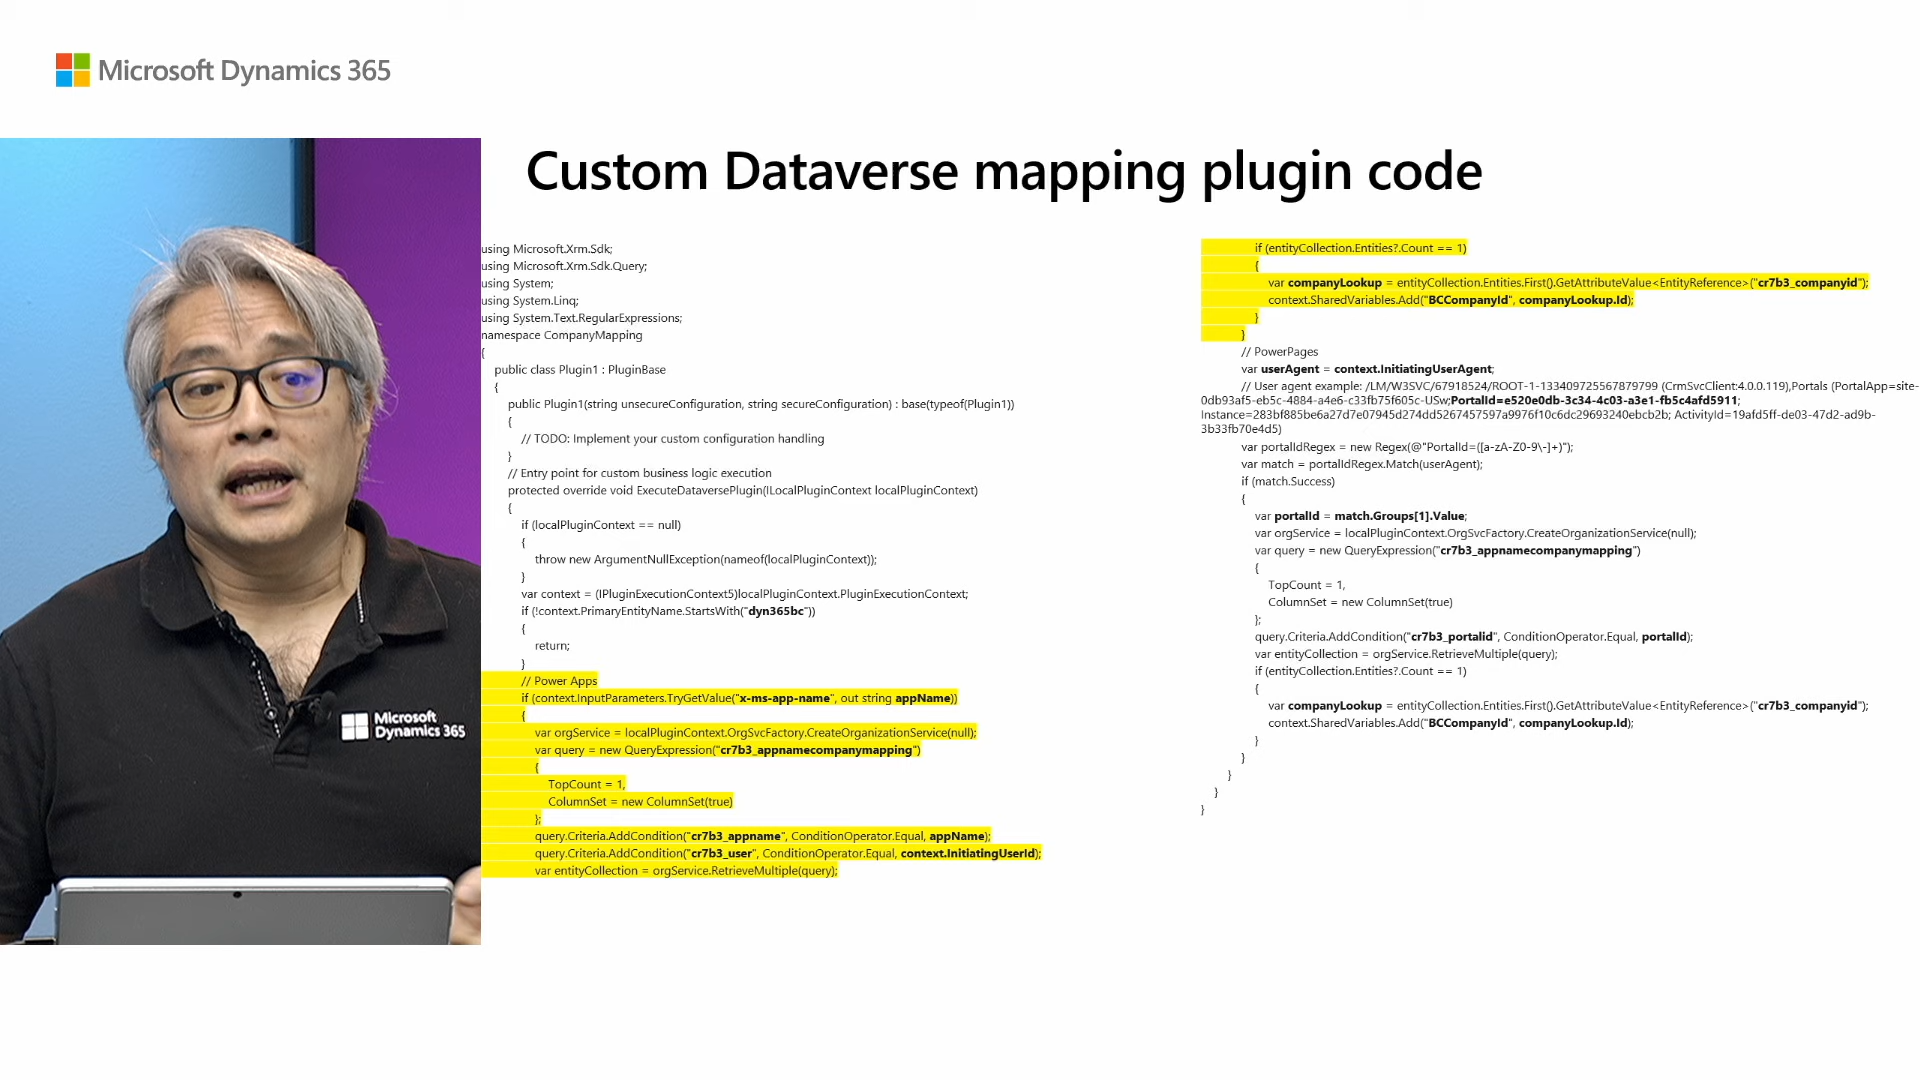 Microsoft Dynamics 365
Custom Dataverse mapping plugin code
using Microsoft.Xrm.Sdk;
using Microsoft.Xrm.Sdk.Query;
using System;
using System.Linq;
using System.Text.RegularExpressions;
namespace CompanyMapping
{
public class Plugin1 : PluginBase
{
public Plugin1(string unsecureConfiguration, string secureConfiguration) : base(typeof(Plugin1))
{
// TODO: Implement your custom configuration handling
}
// Entry point for custom business logic execution
protected override void ExecuteDataversePlugin(ILocalPluginContext localPluginContext)
{
if (localPluginContext == null)
{
throw new ArgumentNullException(nameof(localPluginContext));
}
var context = (IPluginExecutionContext5)localPluginContext.PluginExecutionContext;
if (!context.PrimaryEntityName.StartsWith("dyn365bc"))
{
return;
}
// Power Apps
if (context.InputParameters.TryGetValue("x-ms-app-name", out string appName))
{
var orgService = localPluginContext.OrgSvcFactory.CreateOrganizationService(null);
var query = new QueryExpression("cr7b3_appnamecompanymapping")
{
TopCount = 1,
ColumnSet = new ColumnSet(true)
};
query.Criteria.AddCondition("cr7b3_appname", ConditionOperator.Equal, appName);
query.Criteria.AddCondition("cr7b3_user", ConditionOperator.Equal, context.InitiatingUserId);
var entityCollection = orgService.RetrieveMultiple(query);
if (entityCollection.Entities?.Count == 1)
{
var companyLookup = entityCollection.Entities.First().GetAttributeValue<EntityReference>("cr7b3_companyid");
context.SharedVariables.Add("BCCompanyId", companyLookup.Id);
}
}
// PowerPages
var userAgent = context.InitiatingUserAgent;
// User agent example: /LM/W3SVC/67918524/ROOT-1-133409725567879799 (CrmSvcClient:4.0.0.119),Portals (PortalApp=site-
0db93af5-eb5c-4884-a4e6-c33fb75f605c-USw;PortalId=e520e0db-3c34-4c03-a3e1-fb5c4afd5911;
Instance=283bf885be6a27d7e07945d274dd5267457597a9976f10c6dc29693240ebcb2b; ActivityId=19afd5ff-de03-47d2-ad9b-
3b33fb70e4d5)
var portalIdRegex = new Regex(@"PortalId=([a-zA-Z0-9\-]+)");
var match = portalIdRegex.Match(userAgent);
if (match.Success)
{
var portalId = match.Groups[1].Value;
var orgService = localPluginContext.OrgSvcFactory.CreateOrganizationService(null);
var query = new QueryExpression("cr7b3_appnamecompanymapping")
{
TopCount = 1,
ColumnSet = new ColumnSet(true)
};
query.Criteria.AddCondition("cr7b3_portalid", ConditionOperator.Equal, portalId);
var entityCollection = orgService.RetrieveMultiple(query);
if (entityCollection.Entities?.Count == 1)
{
var companyLookup = entityCollection.Entities.First().GetAttributeValue<EntityReference>("cr7b3_companyid");
context.SharedVariables.Add("BCCompanyId", companyLookup.Id);
}
}
}
}
}
Microsoft
Dynamics 365